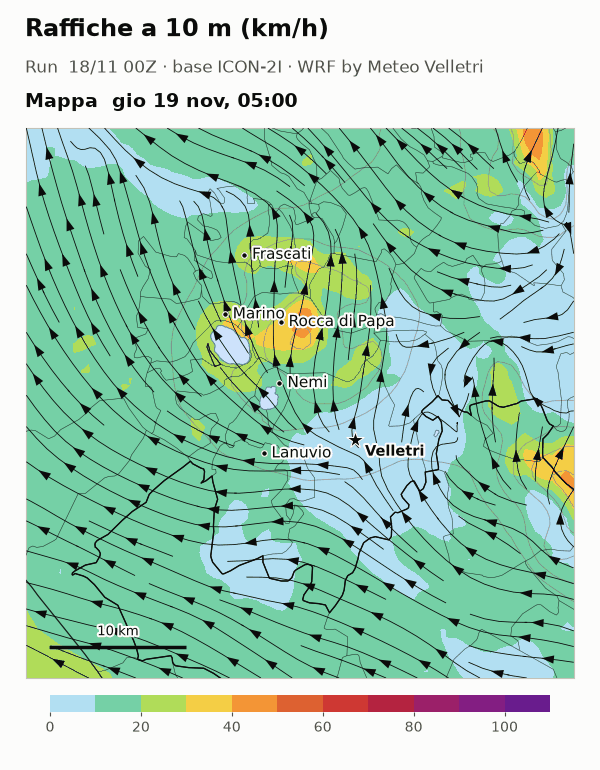 Raffiche a 10 m (km/h)
Run  18/11 00Z · base ICON-2I · WRF by Meteo Velletri
Mappa  gio 19 nov, 05:00
Frascati
Marino
Rocca di Papa
Nemi
Velletri
Lanuvio
10 km
0 20 40 60 80 100